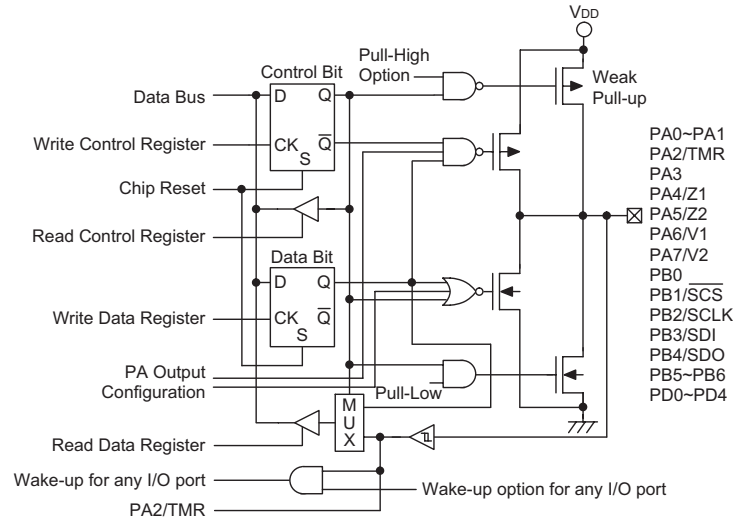 VDD
Pull-High
Option
Weak
Pull-up
Control Bit
Data Bus
D
Q
Write Control Register
CK
Q
S
Chip Reset
Read Control Register
Data Bit
D
Q
Write Data Register
CK
Q
S
PA Output
Configuration
Pull-Low
M
U
X
Read Data Register
Wake-up for any I/O port
Wake-up option for any I/O port
PA2/TMR
PA0~PA1
PA2/TMR
PA3
PA4/Z1
PA5/Z2
PA6/V1
PA7/V2
PB0
PB1/SCS
PB2/SCLK
PB3/SDI
PB4/SDO
PB5~PB6
PD0~PD4